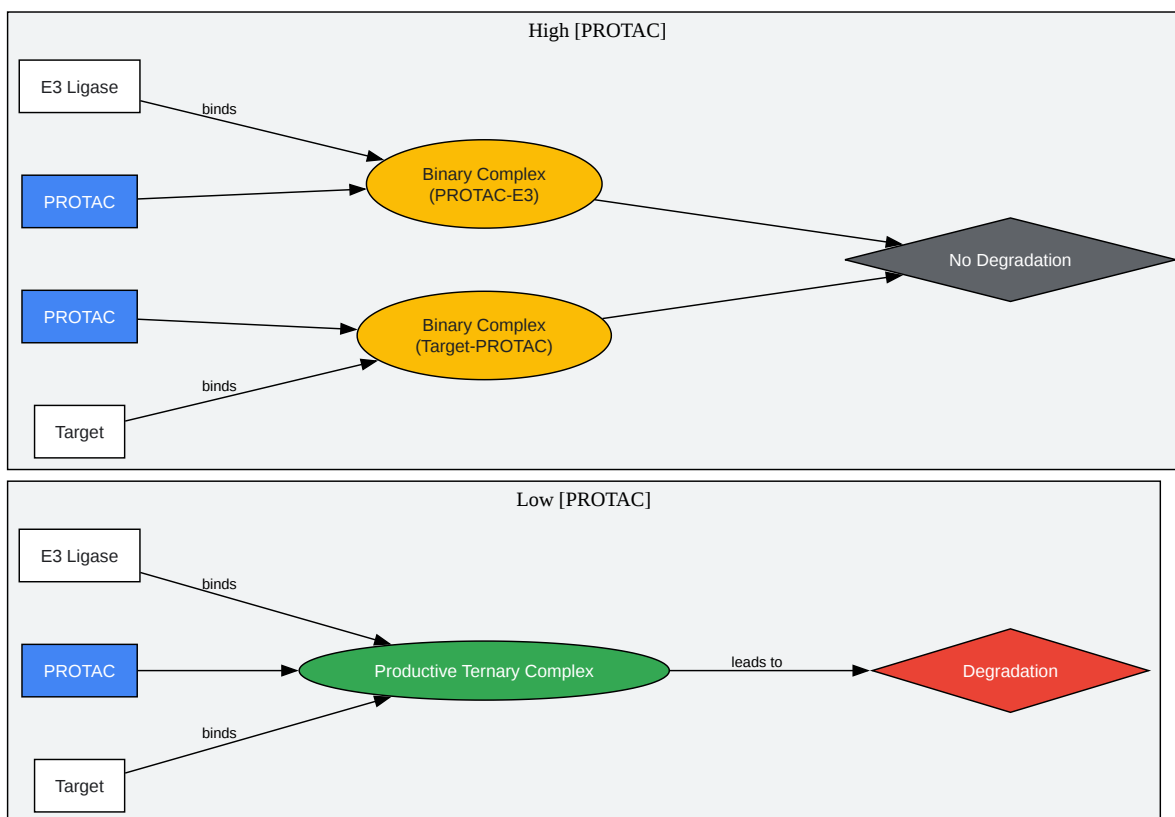 High [PROTAC]
E3 Ligase
binds
PROTAC
Binary Complex
(PROTAC-E3)
No Degradation
PROTAC
Binary Complex
(Target-PROTAC)
binds
Target
Low [PROTAC]
E3 Ligase
binds
PROTAC
Productive Ternary Complex
leads to
Degradation
binds
Target